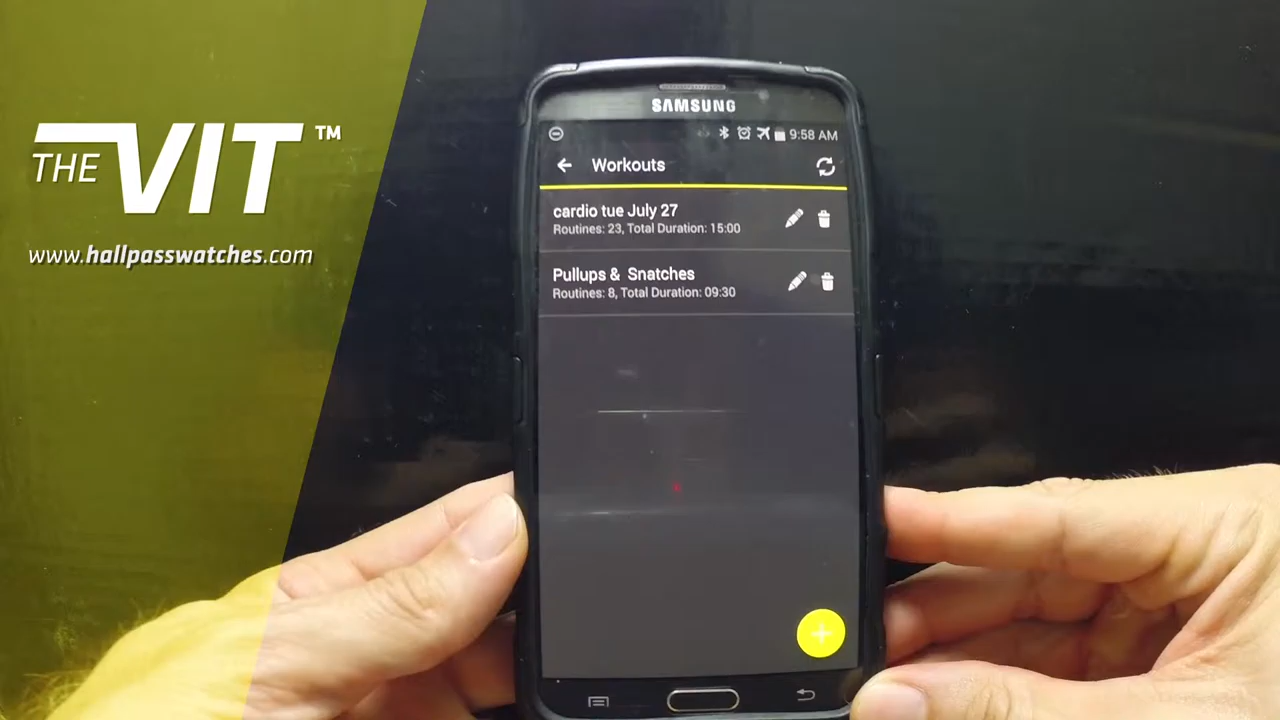 THE VIT™
www.hallpasswatches.com
SAMSUNG
9:58 AM
Workouts
cardio tue July 27
Routines: 23, Total Duration: 15:00
Pullups & Snatches
Routines: 8, Total Duration: 09:30